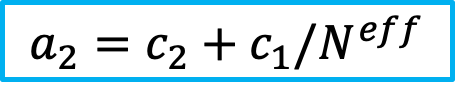 a₂ = c₂ + c₁/N^{eff}